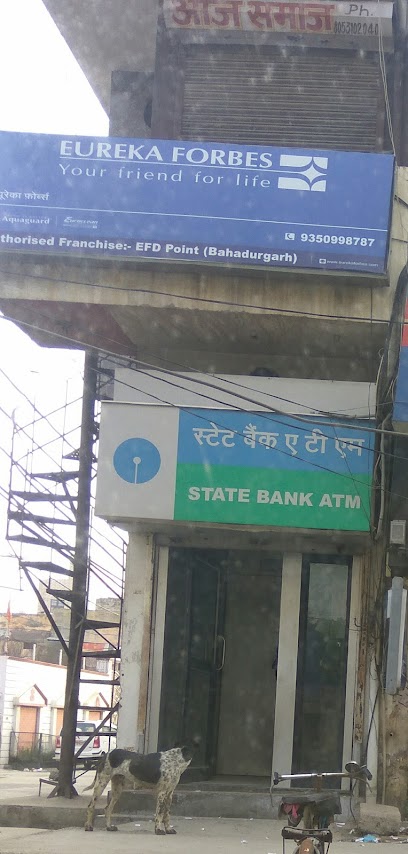 आज समाज Ph.
EUREKA FORBES
Your friend for life
Aquaguard
thorised Franchise:- EFD Point (Bahadurgarh)
9350998787
स्टेट बैंक ए टी एम
STATE BANK ATM